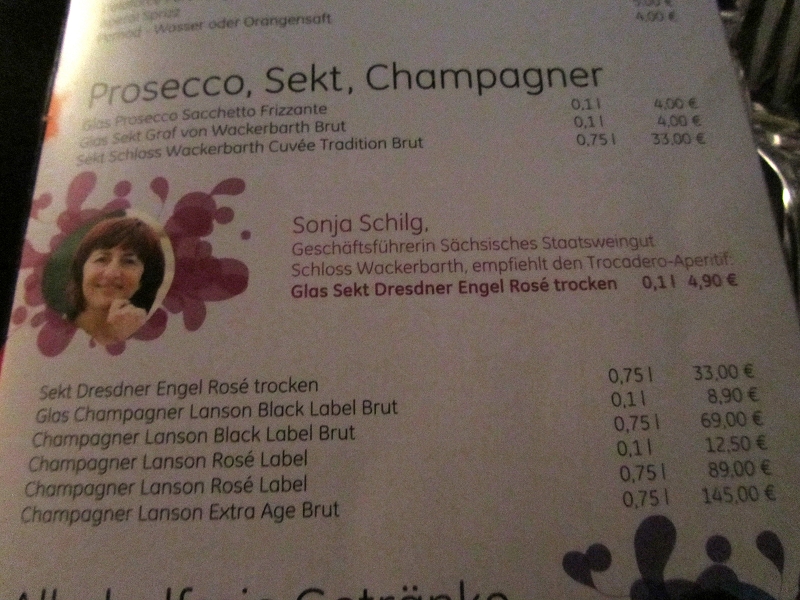 Aperol Sprizz
Pernod - Wasser oder Orangensaft 4,00 €
Prosecco, Sekt, Champagner
Glas Prosecco Sacchetto Frizzante 0,1 l 4,00 €
Glas Sekt Graf von Wackerbarth Brut 0,1 l 4,00 €
Sekt Schloss Wackerbarth Cuvée Tradition Brut 0,75 l 33,00 €
Sonja Schilg,
Geschäftsführerin Sächsisches Staatsweingut
Schloss Wackerbarth, empfiehlt den Trocadero-Aperitif:
Glas Sekt Dresdner Engel Rosé trocken 0,1 l 4,90 €
Sekt Dresdner Engel Rosé trocken 0,75 l 33,00 €
Glas Champagner Lanson Black Label Brut 0,1 l 8,90 €
Champagner Lanson Black Label Brut 0,75 l 69,00 €
Champagner Lanson Rosé Label 0,1 l 12,50 €
Champagner Lanson Rosé Label 0,75 l 89,00 €
Champagner Lanson Extra Age Brut 0,75 l 145,00 €
Getränke